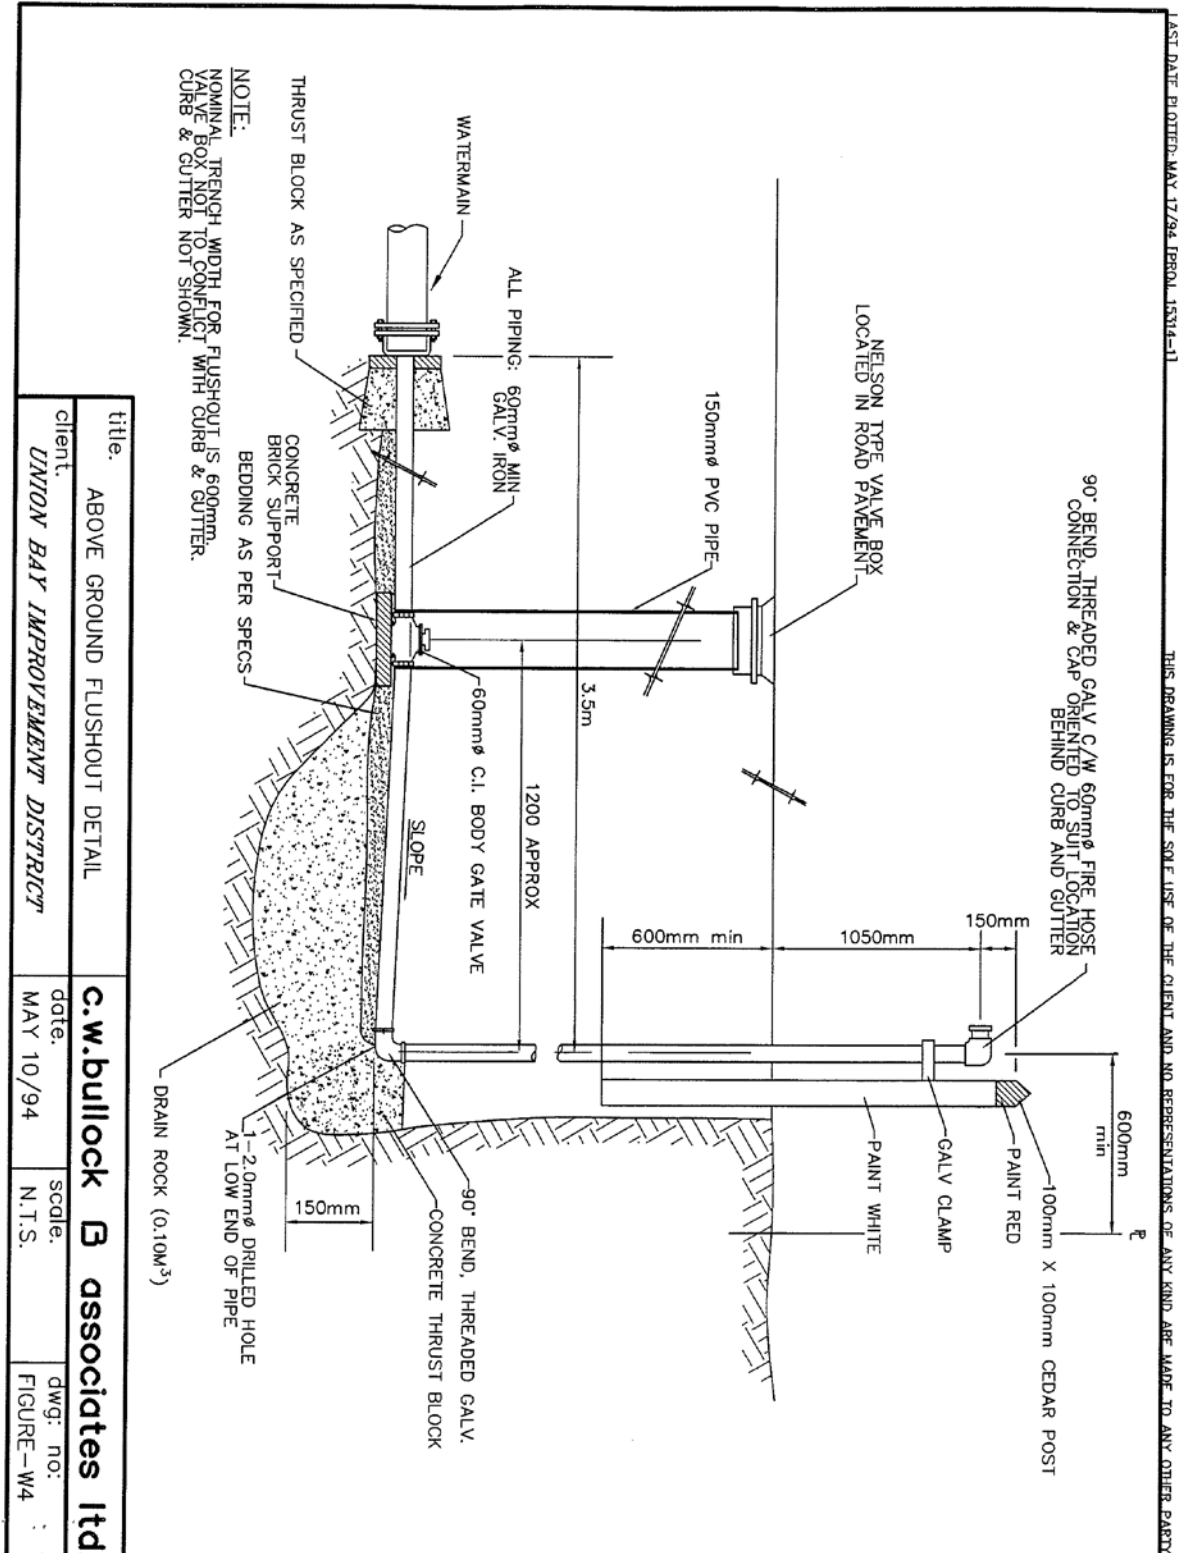 LAST DATE PLOTTED: MAY 17/94 [PROJ. 15314-1]
THIS DRAWING IS FOR THE SOLE USE OF THE CLIENT AND NO REPRESENTATIONS OF ANY KIND ARE MADE TO ANY OTHER PARTY
90° BEND, THREADED GALV C/W 60mmø FIRE HOSE
CONNECTION & CAP ORIENTED TO SUIT LOCATION
BEHIND CURB AND GUTTER
600mm
min
100mm X 100mm CEDAR POST
PAINT RED
GALV CLAMP
PAINT WHITE
150mm
1050mm
600mm min
NELSON TYPE VALVE BOX
LOCATED IN ROAD PAVEMENT
150mmø PVC PIPE
3.5m
1200 APPROX
ALL PIPING: 60mmø MIN
GALV. IRON
WATERMAIN
60mmø C.I. BODY GATE VALVE
SLOPE
90° BEND, THREADED GALV.
CONCRETE THRUST BLOCK
THRUST BLOCK AS SPECIFIED
CONCRETE
BRICK SUPPORT
BEDDING AS PER SPECS
150mm
1-2.0mmø DRILLED HOLE
AT LOW END OF PIPE
DRAIN ROCK (0.10M³)
NOTE:
NOMINAL TRENCH WIDTH FOR FLUSHOUT IS 600mm.
VALVE BOX NOT TO CONFLICT WITH CURB & GUTTER.
CURB & GUTTER NOT SHOWN.
title.
ABOVE GROUND FLUSHOUT DETAIL
client.
UNION BAY IMPROVEMENT DISTRICT
c.w.bullock B associates ltd
date.
MAY 10/94
scale.
N.T.S.
dwg: no:
FIGURE-W4